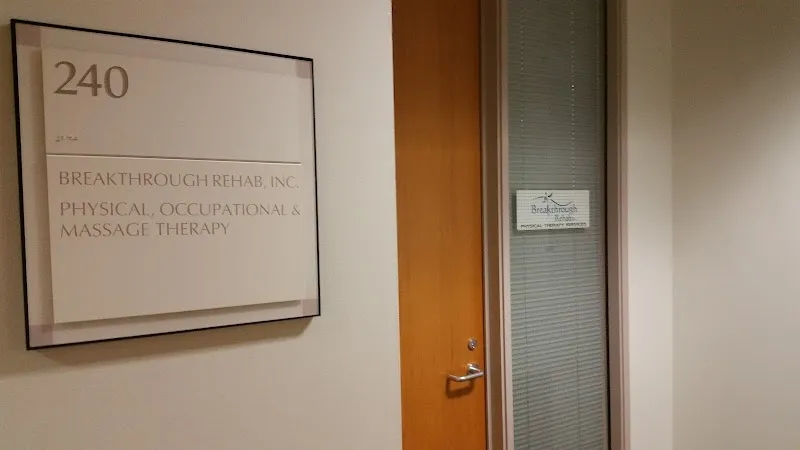 240
BREAKTHROUGH REHAB, INC.
PHYSICAL, OCCUPATIONAL &
MASSAGE THERAPY
Breakthrough
Rehab
PHYSICAL THERAPY SERVICES